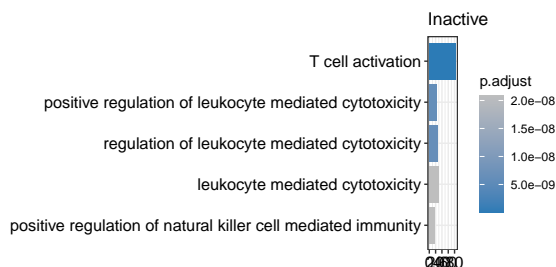 Inactive
T cell activation
positive regulation of leukocyte mediated cytotoxicity
regulation of leukocyte mediated cytotoxicity
leukocyte mediated cytotoxicity
positive regulation of natural killer cell mediated immunity
p.adjust
2.0e-08
1.5e-08
1.0e-08
5.0e-09